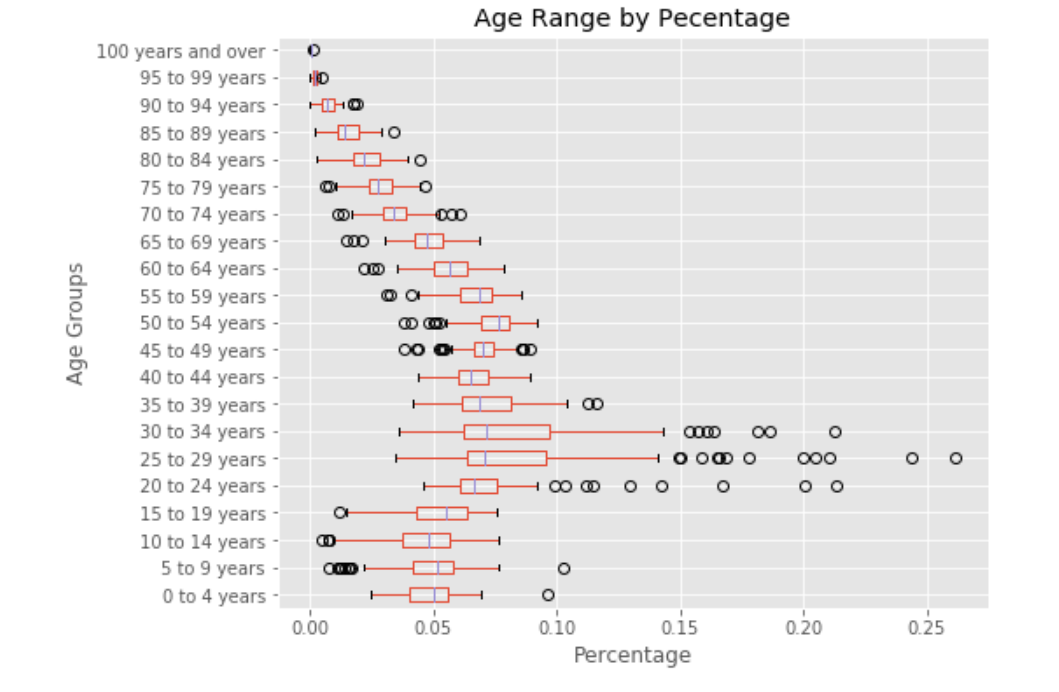 Age Range by Pecentage
100 years and over
95 to 99 years
90 to 94 years
85 to 89 years
80 to 84 years
75 to 79 years
70 to 74 years
65 to 69 years
60 to 64 years
55 to 59 years
50 to 54 years
45 to 49 years
40 to 44 years
35 to 39 years
30 to 34 years
25 to 29 years
20 to 24 years
15 to 19 years
10 to 14 years
5 to 9 years
0 to 4 years
Age Groups
0.00 0.05 0.10 0.15 0.20 0.25
Percentage